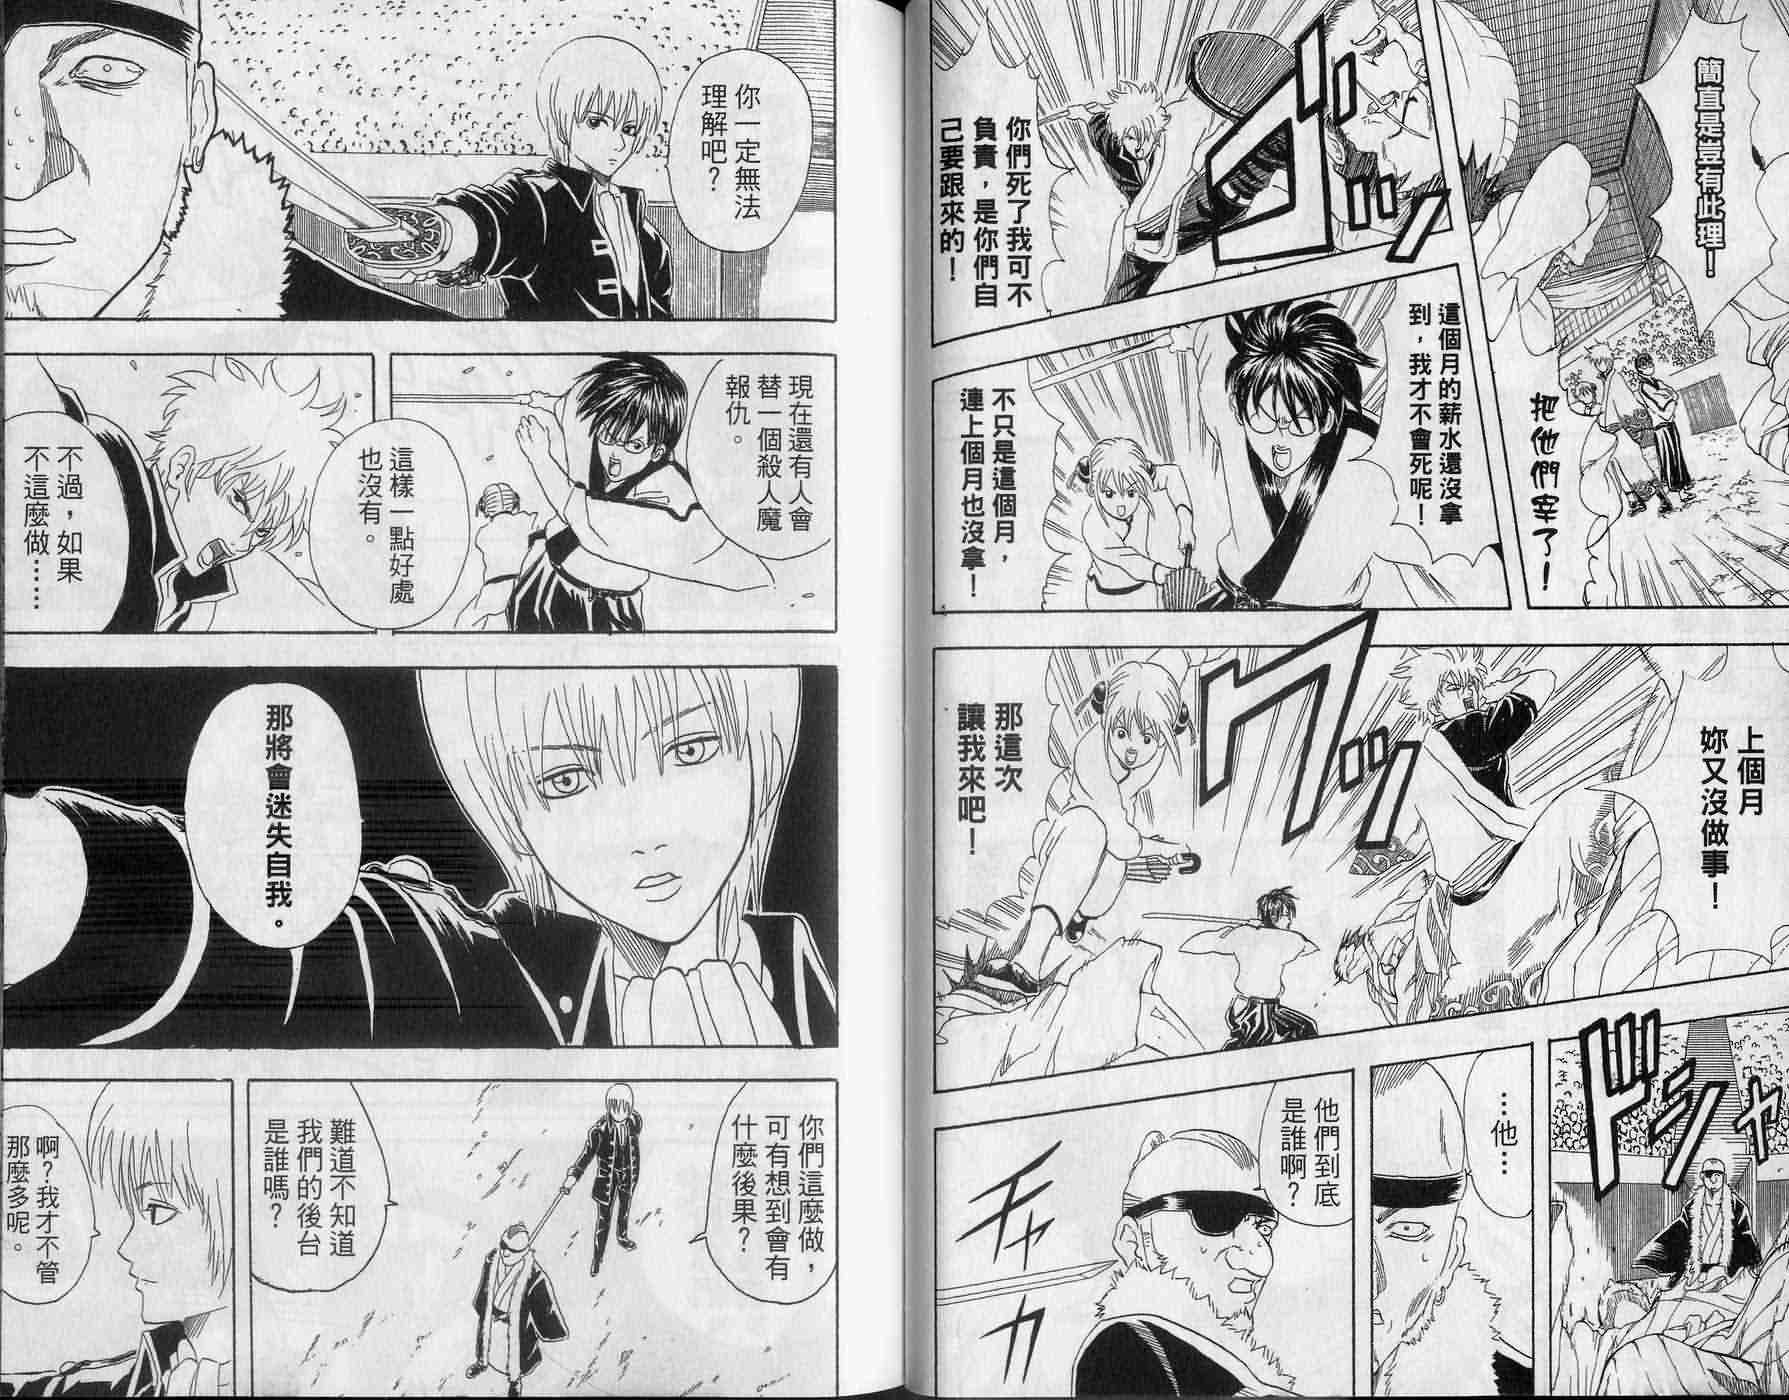 簡直是豈有此理！
把他們宰了！
你們死了我可不
負責，是你們自
己要跟來的！
這個月的薪水還沒拿
到，我才不會死呢！
不只是這個月，
連上個月也沒拿！
上個月
妳又沒做事！
那這次
讓我來吧！
ドシャ
…他…
他們到底
是誰啊？
チャカ
你一定無法
理解吧？
現在還有人會
替一個殺人魔
報仇。
這樣一點好處
也沒有。
不過，如果
不這麼做……
那將會迷失自我。
你們這麼做，
可有想到會有
什麼後果？
難道不知道
我們的後台
是誰嗎？
啊？我才不管
那麼多呢。